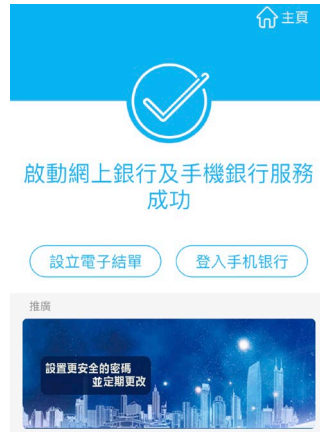 主頁
啟動網上銀行及手機銀行服務
成功
設立電子結單
登入手机银行
推廣
設置更安全的密碼
並定期更改